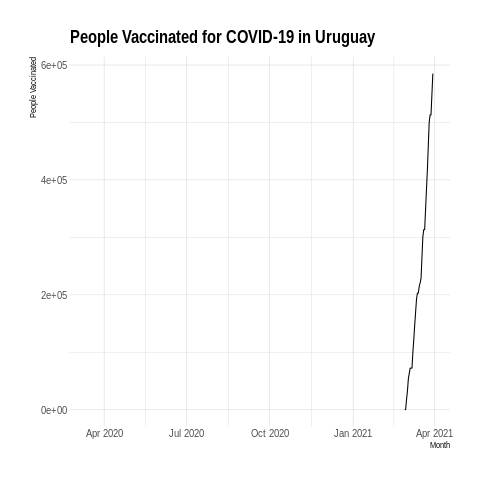 People Vaccinated for COVID-19 in Uruguay
People Vaccinated
6e+05
4e+05
2e+05
0e+00
Apr 2020 Jul 2020 Oct 2020 Jan 2021 Apr 2021
Month